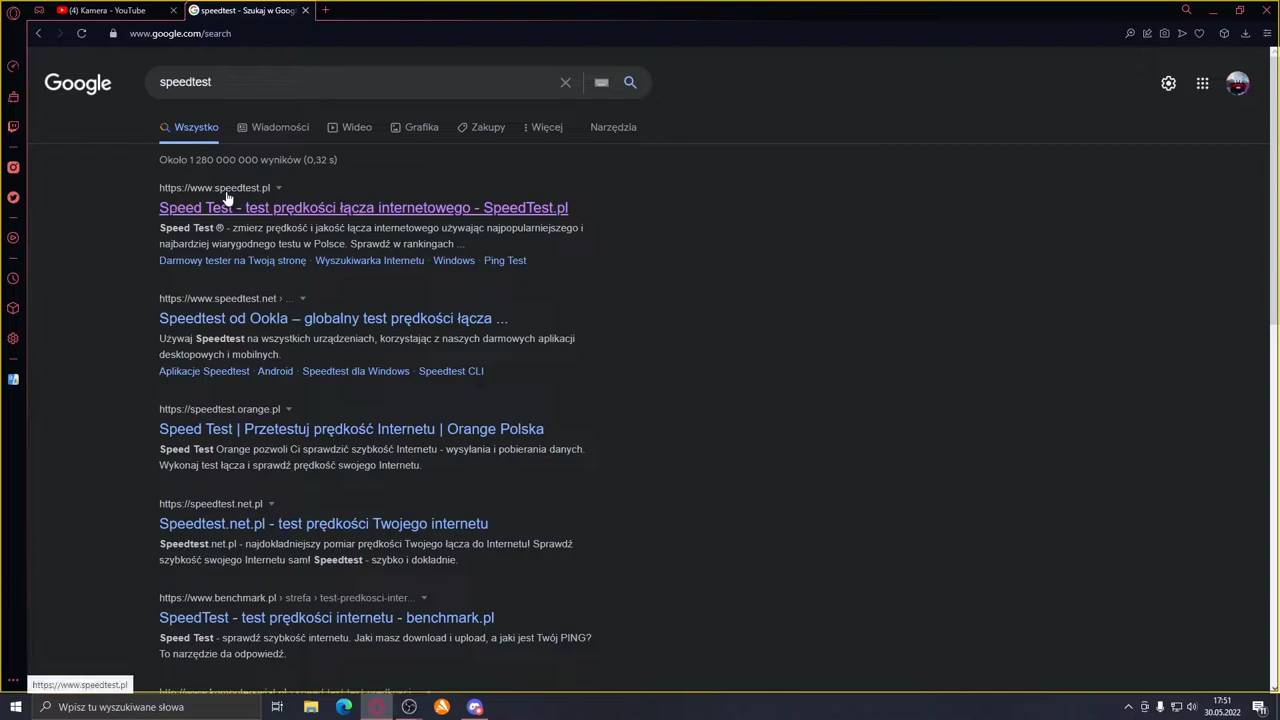 (4) Kamera - YouTube
speedtest - Szukaj w Goog
www.google.com/search
Google
speedtest
Wszystko
Wiadomości
Wideo
Grafika
Zakupy
Więcej
Narzędzia
Około 1 280 000 000 wyników (0,32 s)
https://www.speedtest.pl
Speed Test - test prędkości łącza internetowego - SpeedTest.pl
Speed Test ® - zmierz prędkość i jakość łącza internetowego używając najpopularniejszego i
najbardziej wiarygodnego testu w Polsce. Sprawdź w rankingach ...
Darmowy tester na Twoją stronę · Wyszukiwarka Internetu · Windows · Ping Test
https://www.speedtest.net › ...
Speedtest od Ookla – globalny test prędkości łącza ...
Używaj Speedtest na wszystkich urządzeniach, korzystając z naszych darmowych aplikacji
desktopowych i mobilnych.
Aplikacje Speedtest · Android · Speedtest dla Windows · Speedtest CLI
https://speedtest.orange.pl
Speed Test | Przetestuj prędkość Internetu | Orange Polska
Speed Test Orange pozwoli Ci sprawdzić szybkość Internetu - wysyłania i pobierania danych.
Wykonaj test łącza i sprawdź prędkość swojego Internetu.
https://speedtest.net.pl
Speedtest.net.pl - test prędkości Twojego internetu
Speedtest.net.pl - najdokładniejszy pomiar prędkości Twojego łącza do Internetu! Sprawdź
szybkość swojego Internetu sam! Speedtest - szybko i dokładnie.
https://www.benchmark.pl › strefa › test-predkosci-inter...
SpeedTest - test prędkości internetu - benchmark.pl
Speed Test - sprawdź szybkość internetu. Jaki masz download i upload, a jaki jest Twój PING?
To narzędzie da odpowiedź.
https://www.speedtest.pl
Wpisz tu wyszukiwane słowa
17:51
30.05.2022